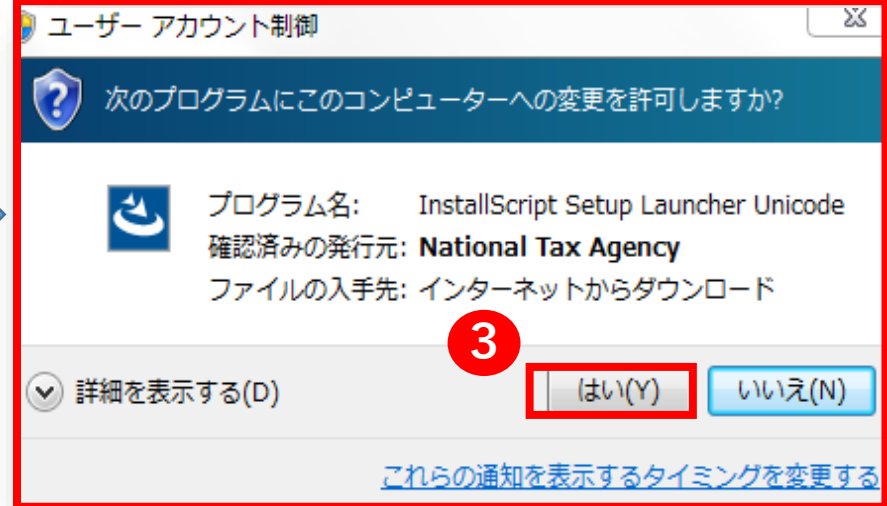 ユーザー アカウント制御
次のプログラムにこのコンピューターへの変更を許可しますか?
プログラム名: InstallScript Setup Launcher Unicode
確認済みの発行元: National Tax Agency
ファイルの入手先: インターネットからダウンロード
3
詳細を表示する(D) はい(Y) いいえ(N)
これらの通知を表示するタイミングを変更する